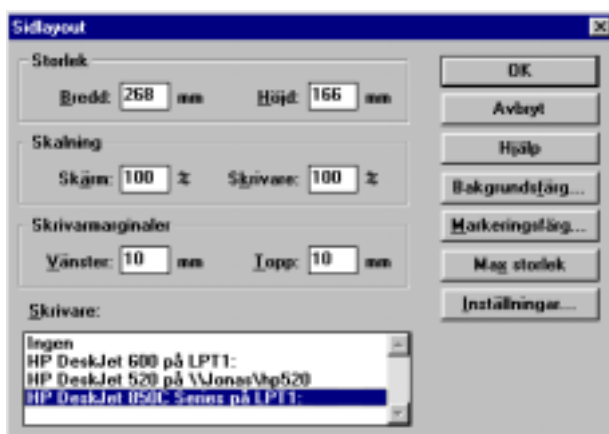 Sidlayout
Storlek
Bredd: 268 mm Höjd: 166 mm
Skalning
Skärm: 100 % Skrivare: 100 %
Skrivarmarginaler
Vänster: 10 mm Topp: 10 mm
Skrivare:
Ingen
HP DeskJet 600 på LPT1:
HP DeskJet 520 på \\Jonas\hp520
HP DeskJet 850C Series på LPT1:
OK
Avbryt
Hjälp
Bakgrundsfärg...
Markeringsfärg...
Max storlek
Inställningar...